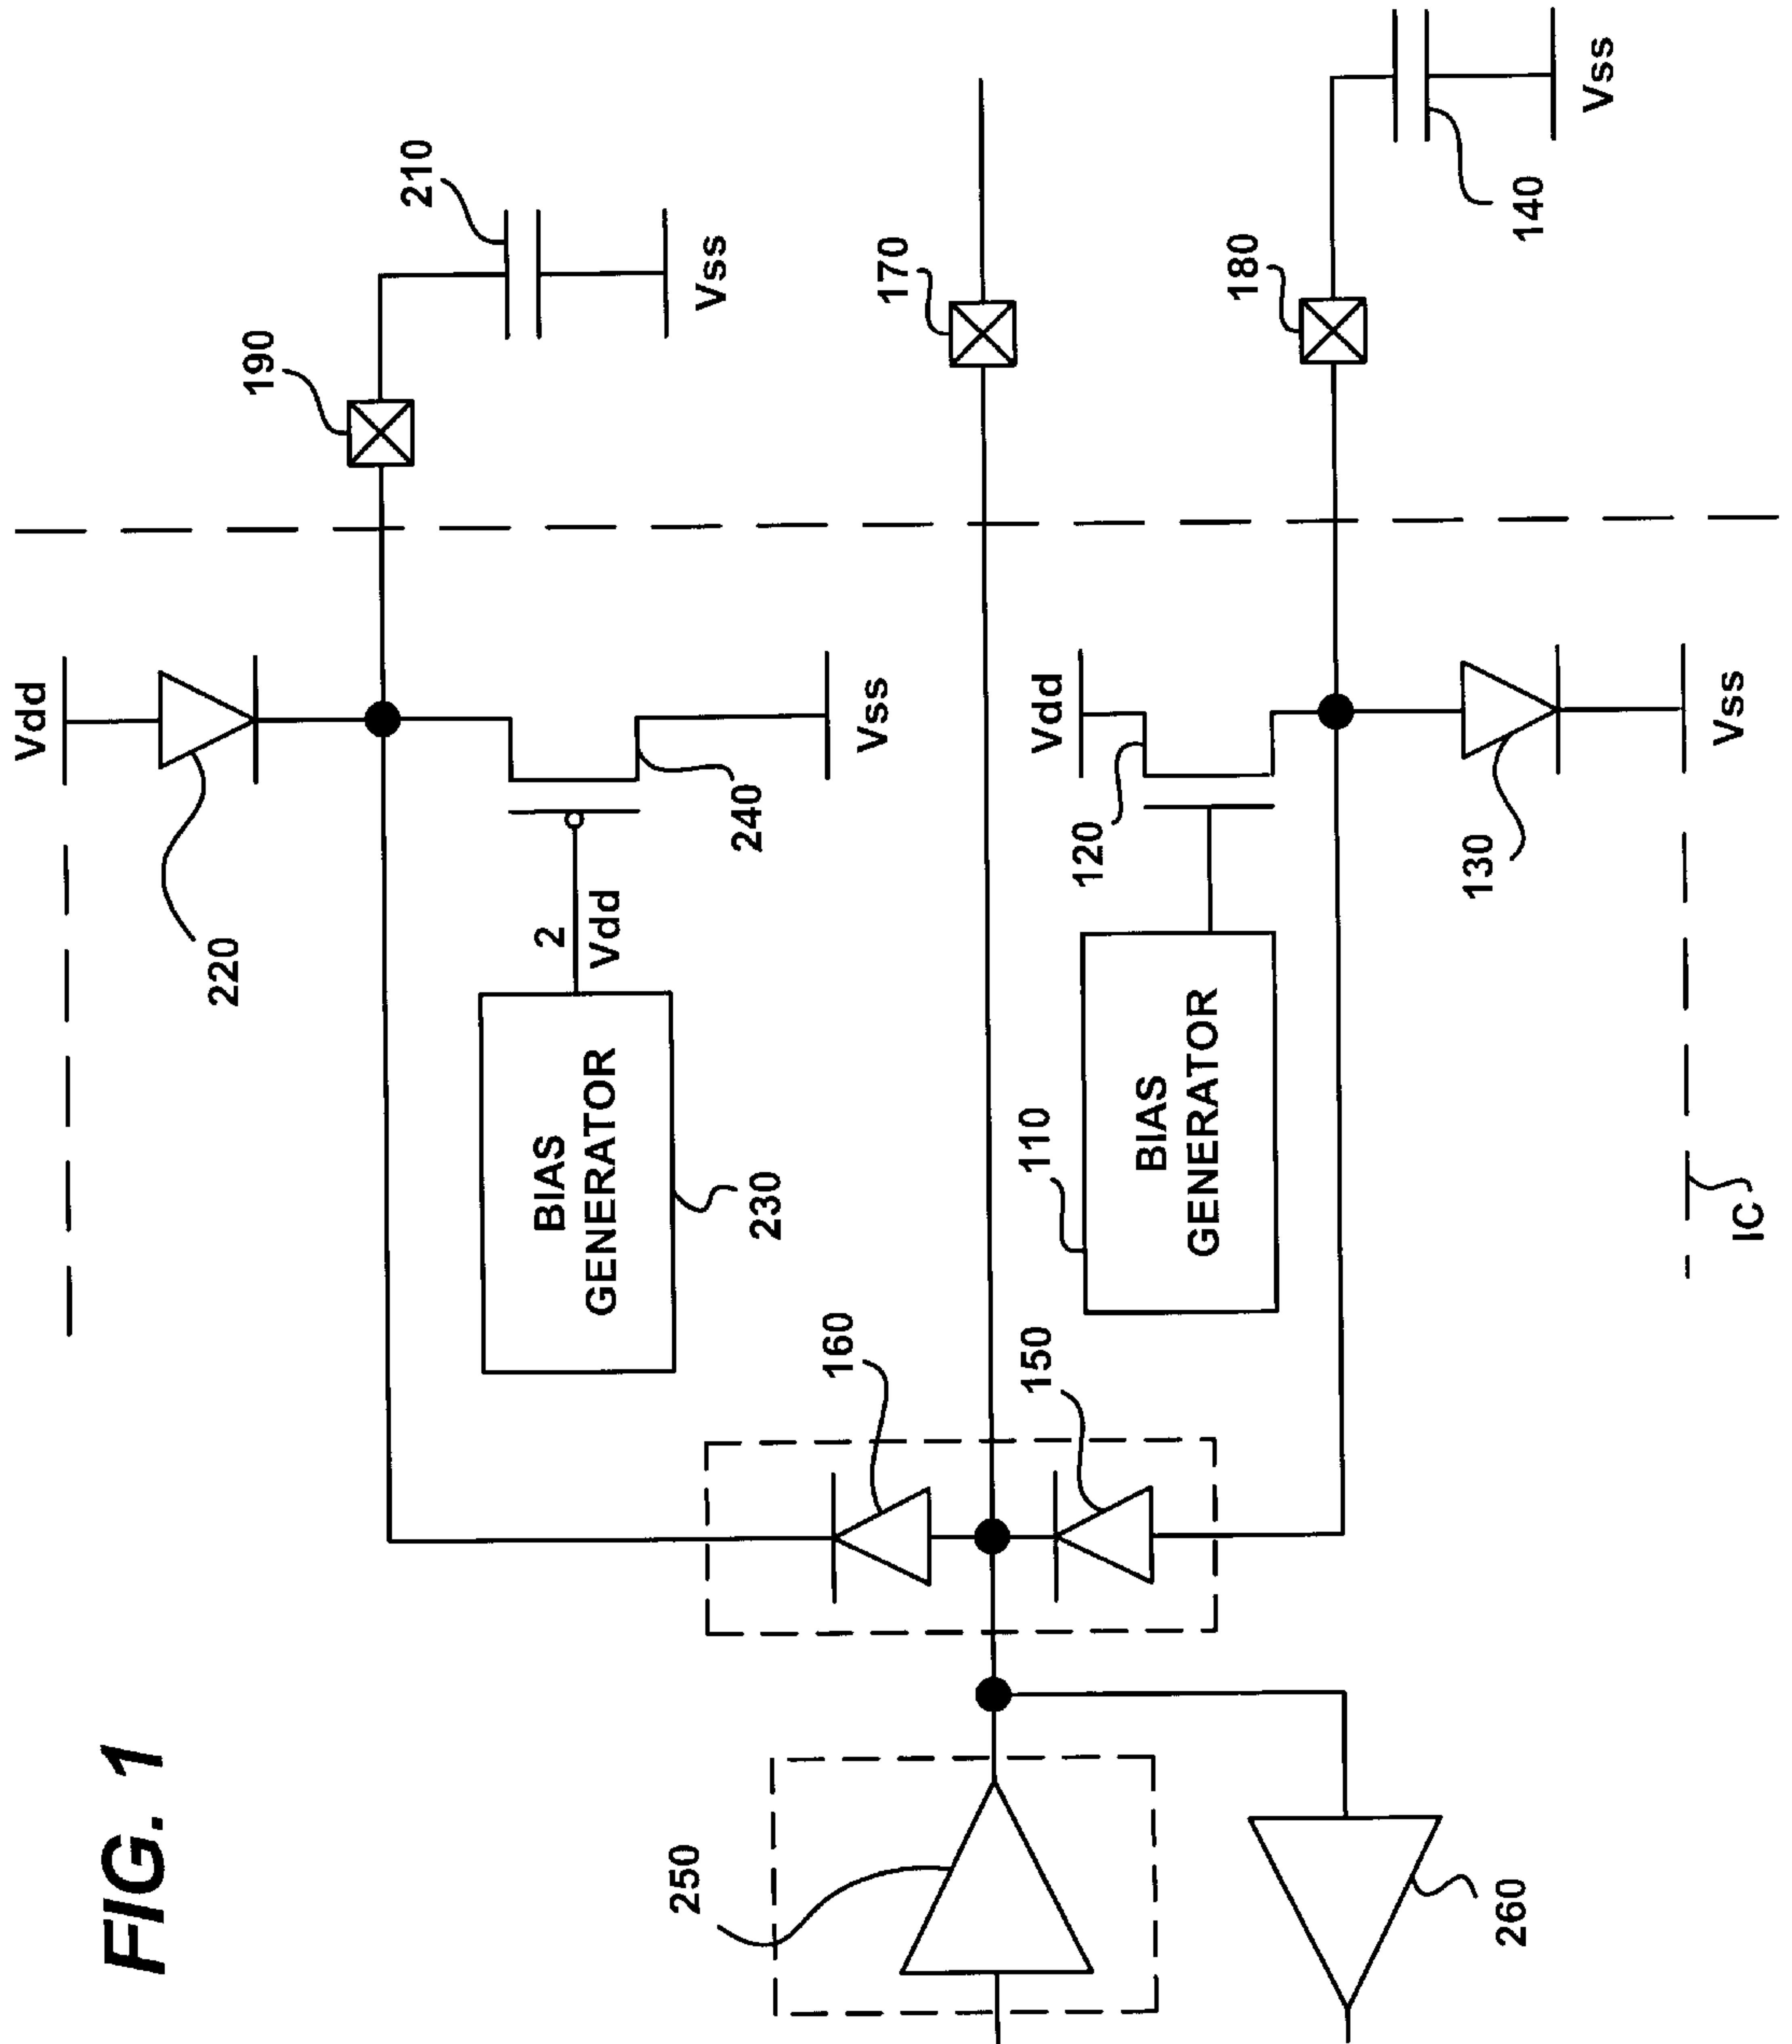 FIG. 1
Vdd
220
190
210
Vss
BIAS
GENERATOR
230
2
Vdd
240
Vss
170
160
150
250
260
110
BIAS
GENERATOR
Vdd
120
130
Vss
180
140
Vss
IC